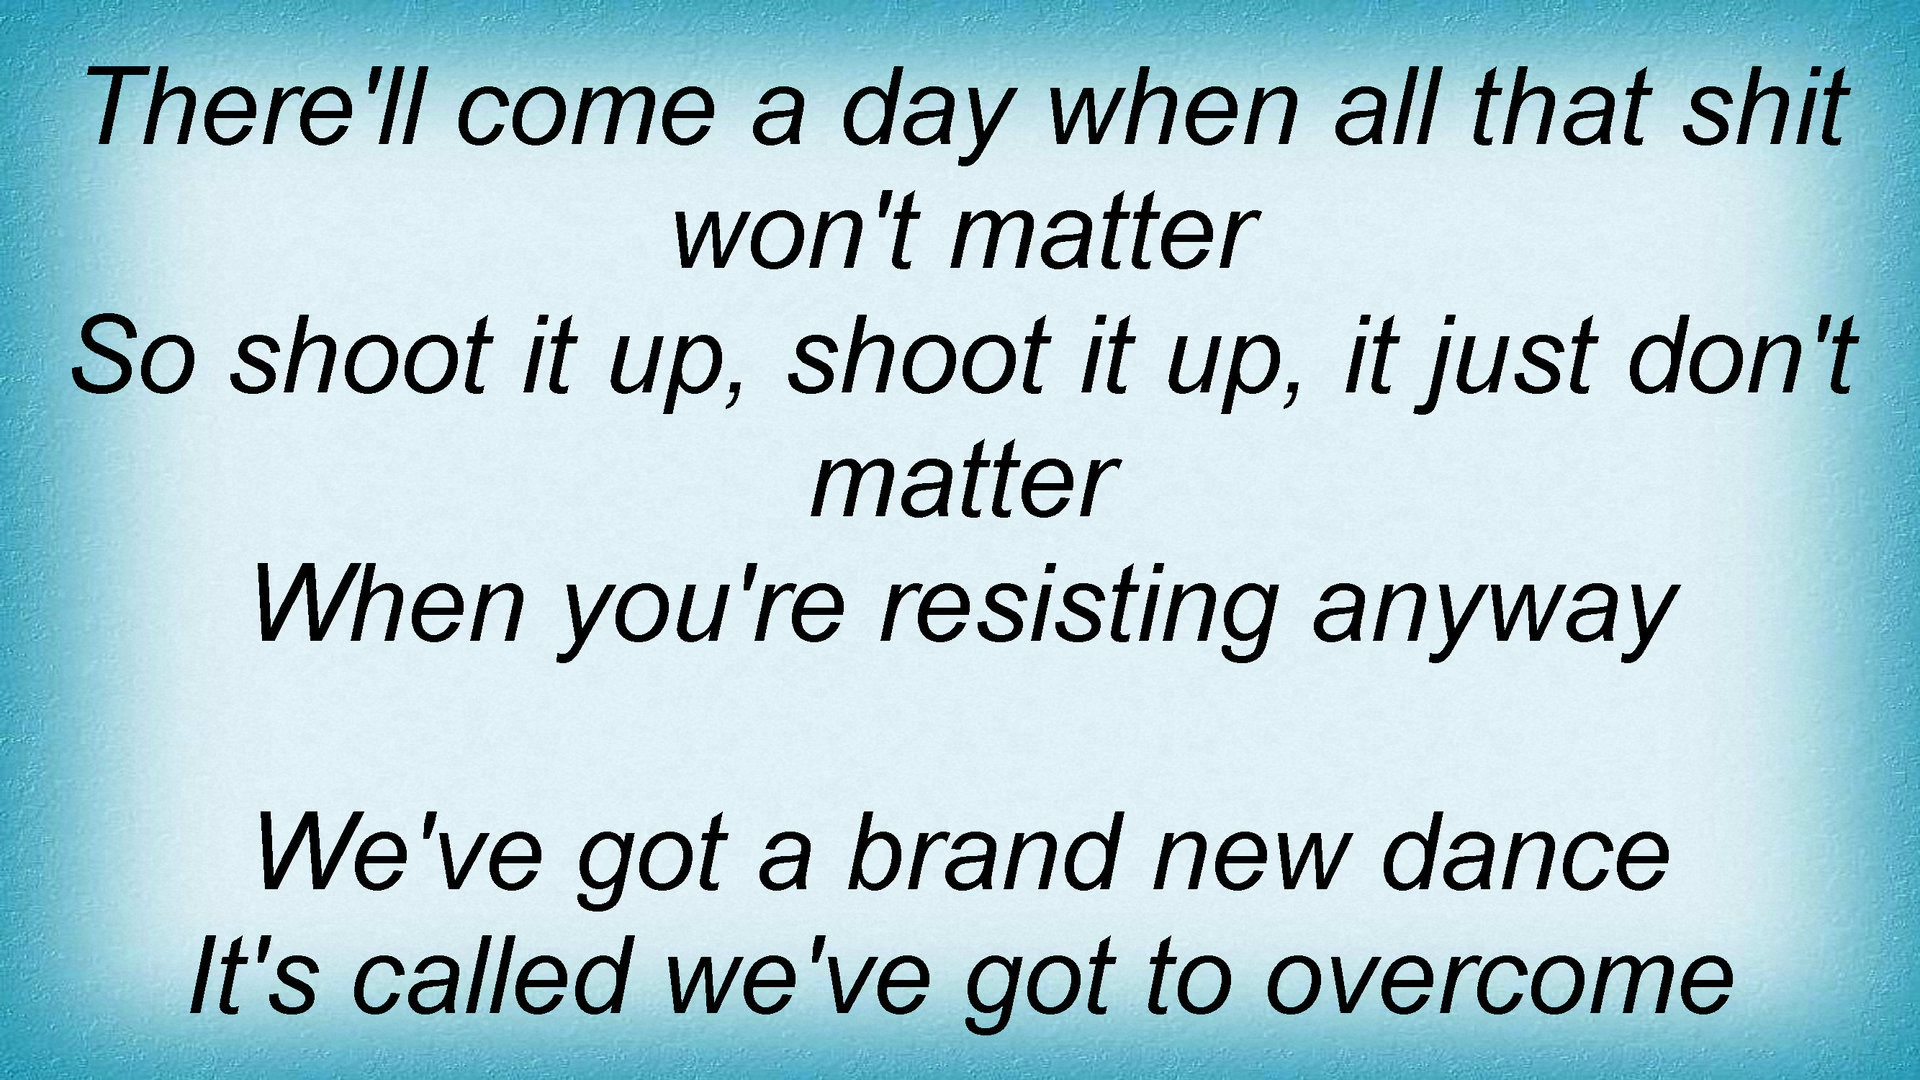 There'll come a day when all that shit
won't matter
So shoot it up, shoot it up, it just don't
matter
When you're resisting anyway

We've got a brand new dance
It's called we've got to overcome